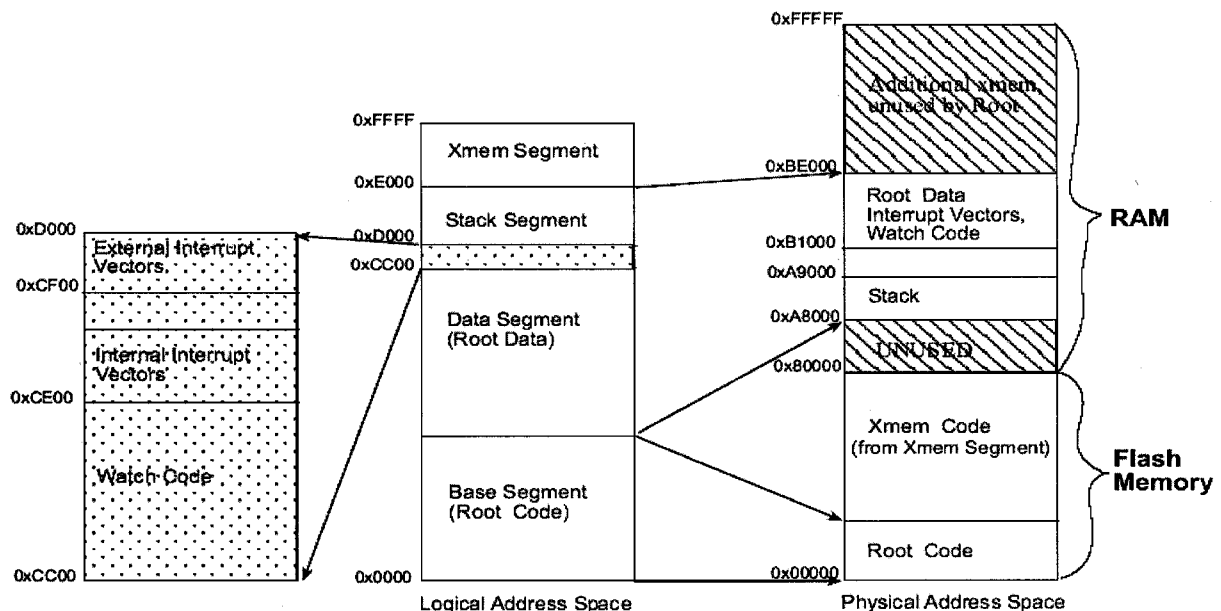 0xD000
External Interrupt
Vectors.
0xCF00
Internal Interrupt
Vectors
0xCE00
Watch Code
0xCC00
0xFFFF
Xmem Segment
0xE000
Stack Segment
0xD000
0xCC00
Data Segment
(Root Data)
Base Segment
(Root Code)
0x0000
Logical Address Space
0xFFFFF
Additional xmem,
unused by Root
0xBE000
Root Data
Interrupt Vectors,
Watch Code
0xB1000
0xA9000
Stack
0xA8000
UNUSED
0x80000
Xmem Code
(from Xmem Segment)
Root Code
0x00000
Physical Address Space
RAM
Flash
Memory